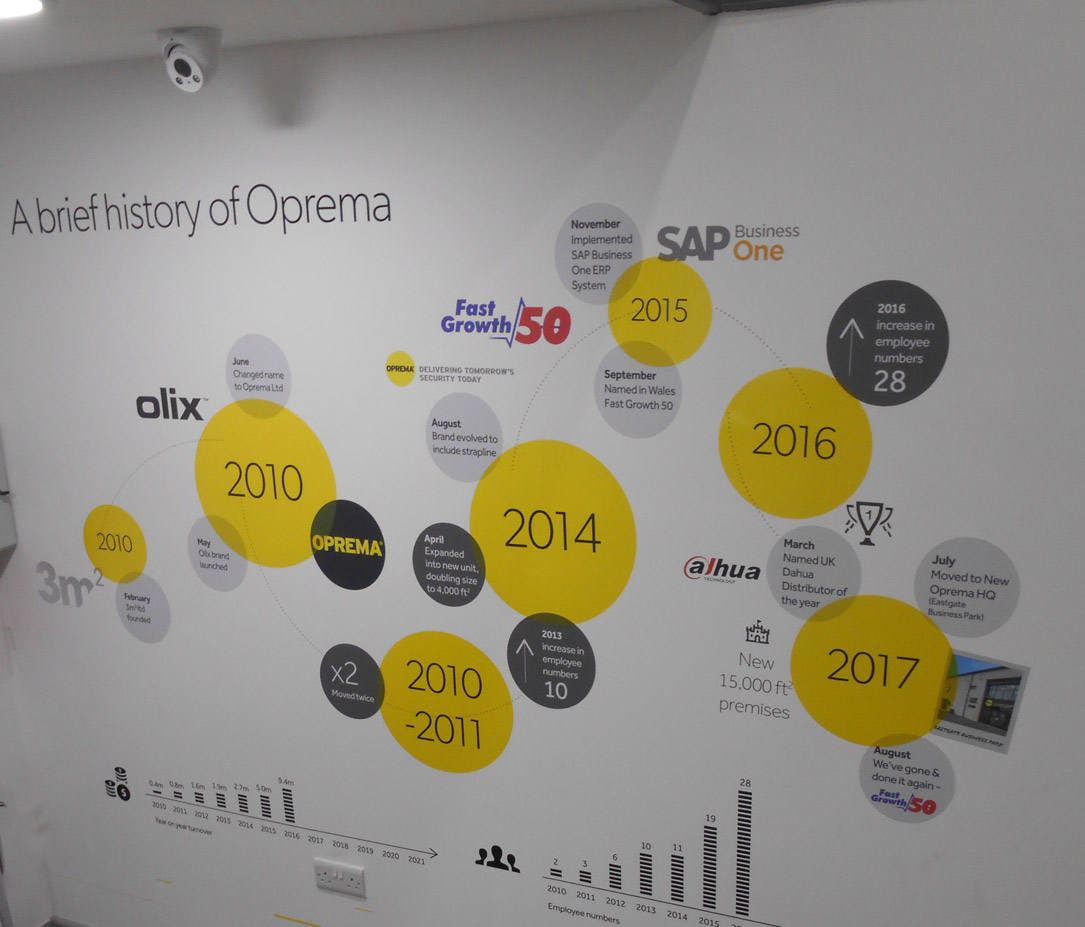 A brief history of Oprema
3m²
2010
February
3m² ltd
founded
olix™
June
Changed name
to Oprema Ltd
2010
May
Olix brand
launched
OPREMA
x2
Moved twice
2010
-2011
2013
increase in
employee
numbers
10
April
Expanded
into new unit,
doubling size
to 4,000 ft²
2014
August
Brand evolved to
include strapline
OPREMA
DELIVERING TOMORROW'S
SECURITY TODAY
Fast
Growth 50
September
Named in Wales
Fast Growth 50
2015
November
Implemented
SAP Business
One ERP
System
SAP Business
One
2016
2016
increase in
employee
numbers
28
1
March
Named UK
Dahua
Distributor of
the year
alhua
TECHNOLOGY
2017
New
15,000 ft²
premises
July
Moved to New
Oprema HQ
(Eastgate
Business Park)
EASTGATE BUSINESS PARK
August
We've gone &
done it again -
Fast
Growth 50
0.4m 0.8m 1.6m 1.9m 2.7m 5.0m 9.4m
2010 2011 2012 2013 2014 2015 2016 2017 2018 2019 2020 2021
Year on year turnover
2 3 6 10 11 19 28
2010 2011 2012 2013 2014 2015
Employee numbers